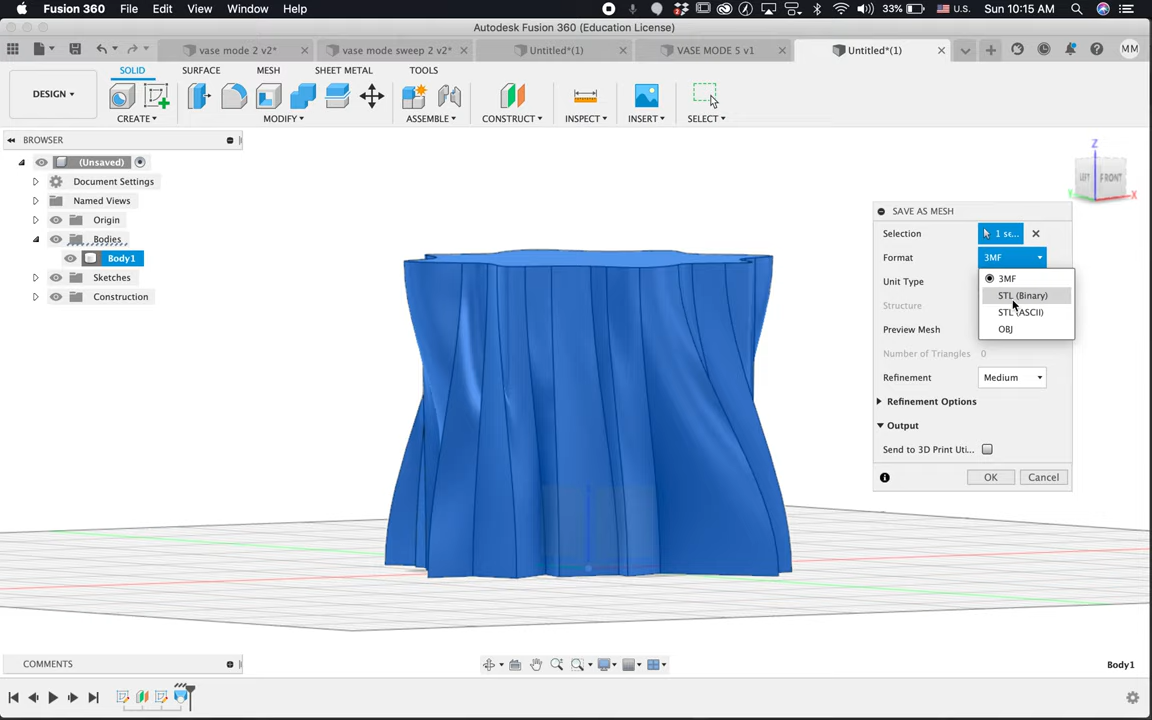 Fusion 360 File Edit View Window Help 33% U.S. Sun 10:15 AM
Autodesk Fusion 360 (Education License)
vase mode 2 v2* vase mode sweep 2 v2* Untitled*(1) VASE MODE 5 v1 Untitled*(1) MM
SOLID SURFACE MESH SHEET METAL TOOLS
DESIGN
CREATE MODIFY ASSEMBLE CONSTRUCT INSPECT INSERT SELECT
BROWSER
(Unsaved)
Document Settings
Named Views
Origin
Bodies
Body1
Sketches
Construction
Z
LEFT FRONT
Y X
SAVE AS MESH
Selection 1 se...
Format 3MF
3MF
Unit Type
STL (Binary)
Structure
STL (ASCII)
Preview Mesh
OBJ
Number of Triangles 0
Refinement Medium
Refinement Options
Output
Send to 3D Print Uti...
OK Cancel
COMMENTS
Body1